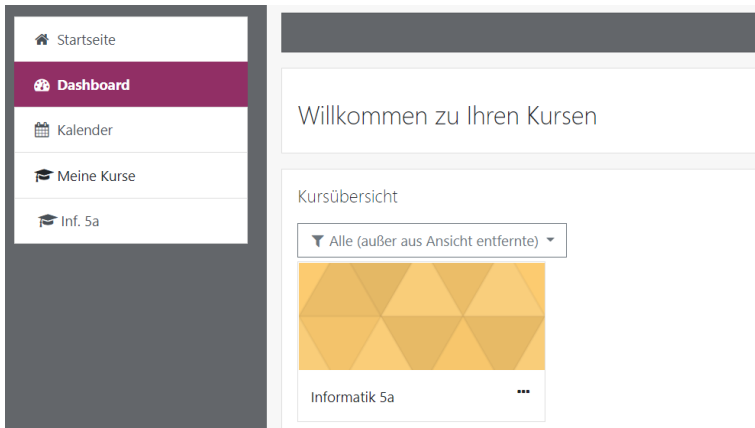 Startseite
Dashboard
Kalender
Meine Kurse
Inf. 5a
Willkommen zu Ihren Kursen
Kursübersicht
Alle (außer aus Ansicht entfernte)
Informatik 5a